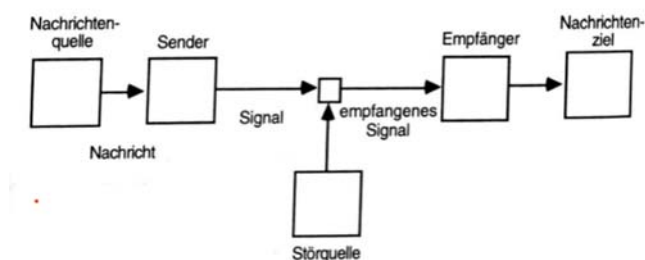 Nachrichten-
quelle
Sender
Empfänger
Nachrichten-
ziel
Signal
empfangenes
Signal
Nachricht
Störquelle